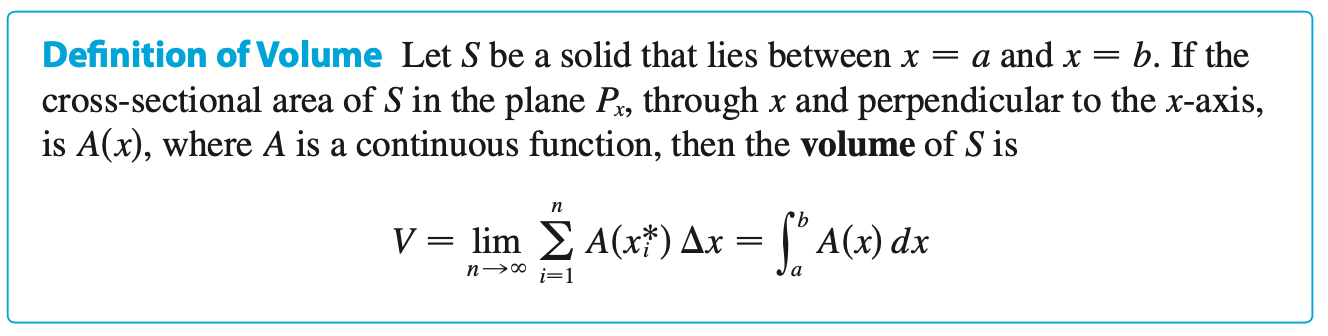 Definition of Volume Let S be a solid that lies between x = a and x = b. If the
cross-sectional area of S in the plane Pₓ, through x and perpendicular to the x-axis,
is A(x), where A is a continuous function, then the volume of S is
V = lim_{n→∞} ∑_{i=1}^{n} A(x_i^*) Δx = ∫_a^b A(x) dx